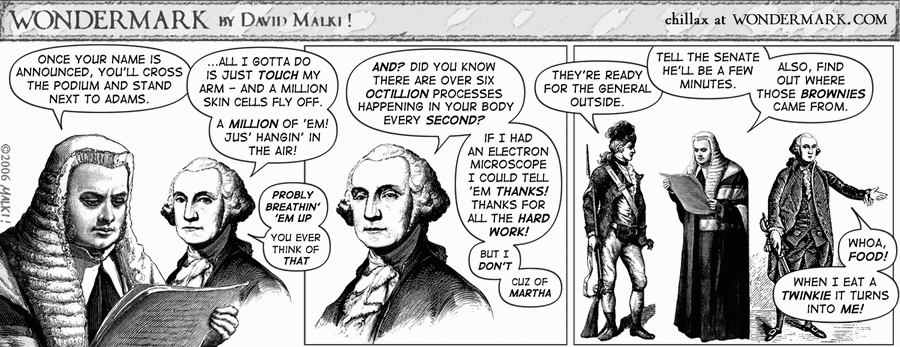 WONDERMARK BY DAVID MALKI !
chillax at WONDERMARK.COM
©2006 MALKI!
ONCE YOUR NAME IS
ANNOUNCED, YOU'LL CROSS
THE PODIUM AND STAND
NEXT TO ADAMS.
...ALL I GOTTA DO
IS JUST TOUCH MY
ARM – AND A MILLION
SKIN CELLS FLY OFF.
A MILLION OF 'EM!
JUS' HANGIN' IN
THE AIR!
PROBLY
BREATHIN'
'EM UP
YOU EVER
THINK OF
THAT
AND? DID YOU KNOW
THERE ARE OVER SIX
OCTILLION PROCESSES
HAPPENING IN YOUR BODY
EVERY SECOND?
IF I HAD
AN ELECTRON
MICROSCOPE
I COULD TELL
'EM THANKS!
THANKS FOR
ALL THE HARD
WORK!
BUT I
DON'T
CUZ OF
MARTHA
THEY'RE READY
FOR THE GENERAL
OUTSIDE.
TELL THE SENATE
HE'LL BE A FEW
MINUTES.
ALSO, FIND
OUT WHERE
THOSE BROWNIES
CAME FROM.
WHOA,
FOOD!
WHEN I EAT A
TWINKIE IT TURNS
INTO ME!